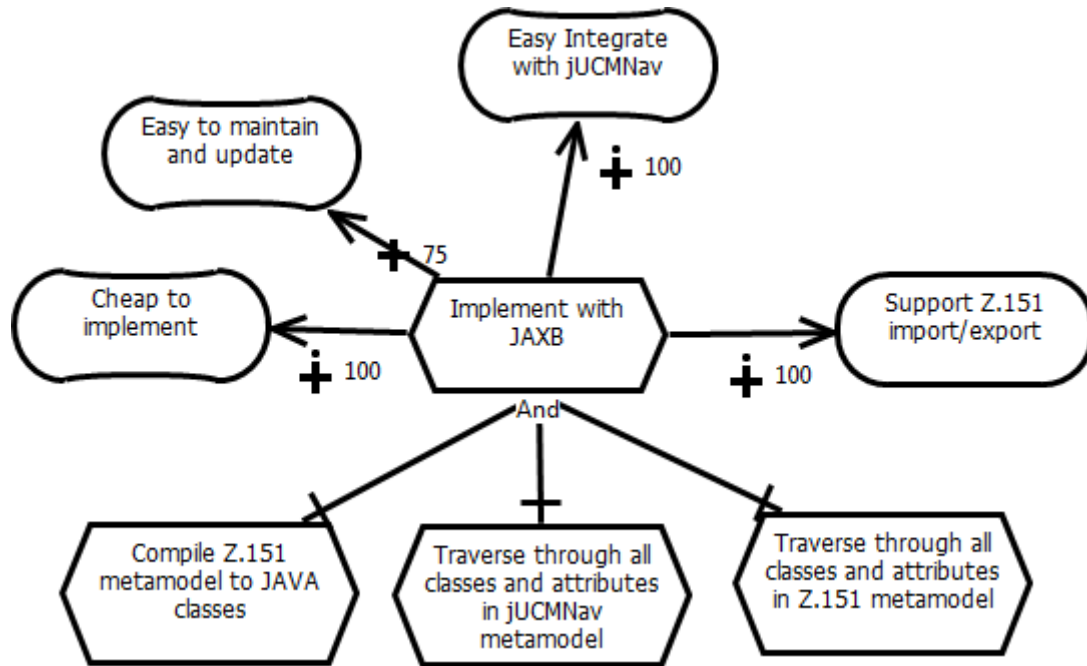 Easy Integrate
with jUCMNav
Easy to maintain
and update
100
75
Cheap to
implement
Implement with
JAXB
Support Z.151
import/export
100
100
And
Compile Z.151
metamodel to JAVA
classes
Traverse through all
classes and attributes
in jUCMNav
metamodel
Traverse through all
classes and attributes
in Z.151 metamodel